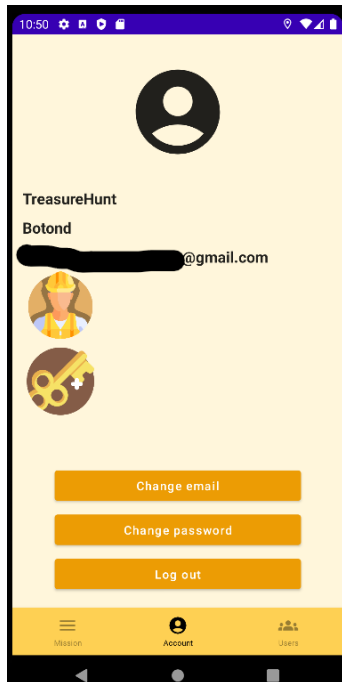 10:50
TreasureHunt
Botond
@gmail.com
Change email
Change password
Log out
Mission
Account
Users